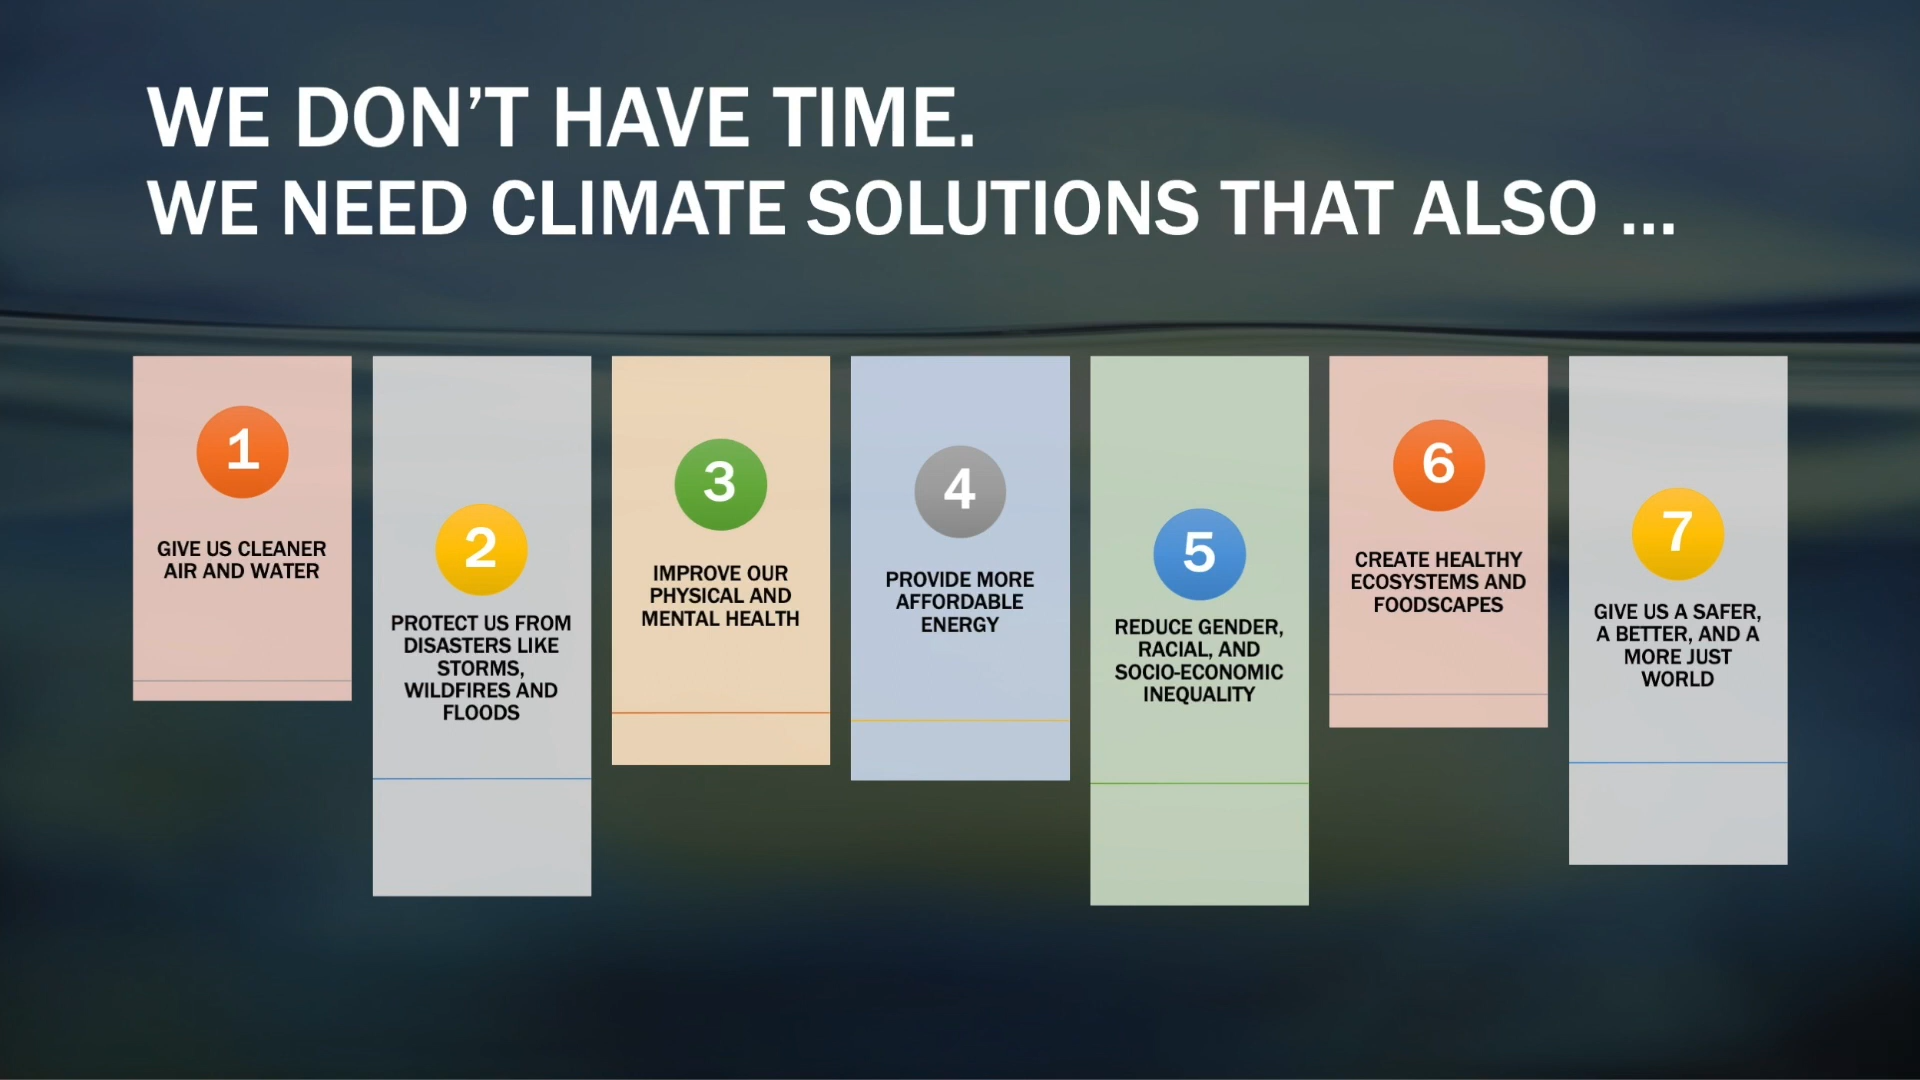 WE DON’T HAVE TIME.
WE NEED CLIMATE SOLUTIONS THAT ALSO ...
1
GIVE US CLEANER
AIR AND WATER
2
PROTECT US FROM
DISASTERS LIKE
STORMS,
WILDFIRES AND
FLOODS
3
IMPROVE OUR
PHYSICAL AND
MENTAL HEALTH
4
PROVIDE MORE
AFFORDABLE
ENERGY
5
REDUCE GENDER,
RACIAL, AND
SOCIO-ECONOMIC
INEQUALITY
6
CREATE HEALTHY
ECOSYSTEMS AND
FOODSCAPES
7
GIVE US A SAFER,
A BETTER, AND A
MORE JUST
WORLD